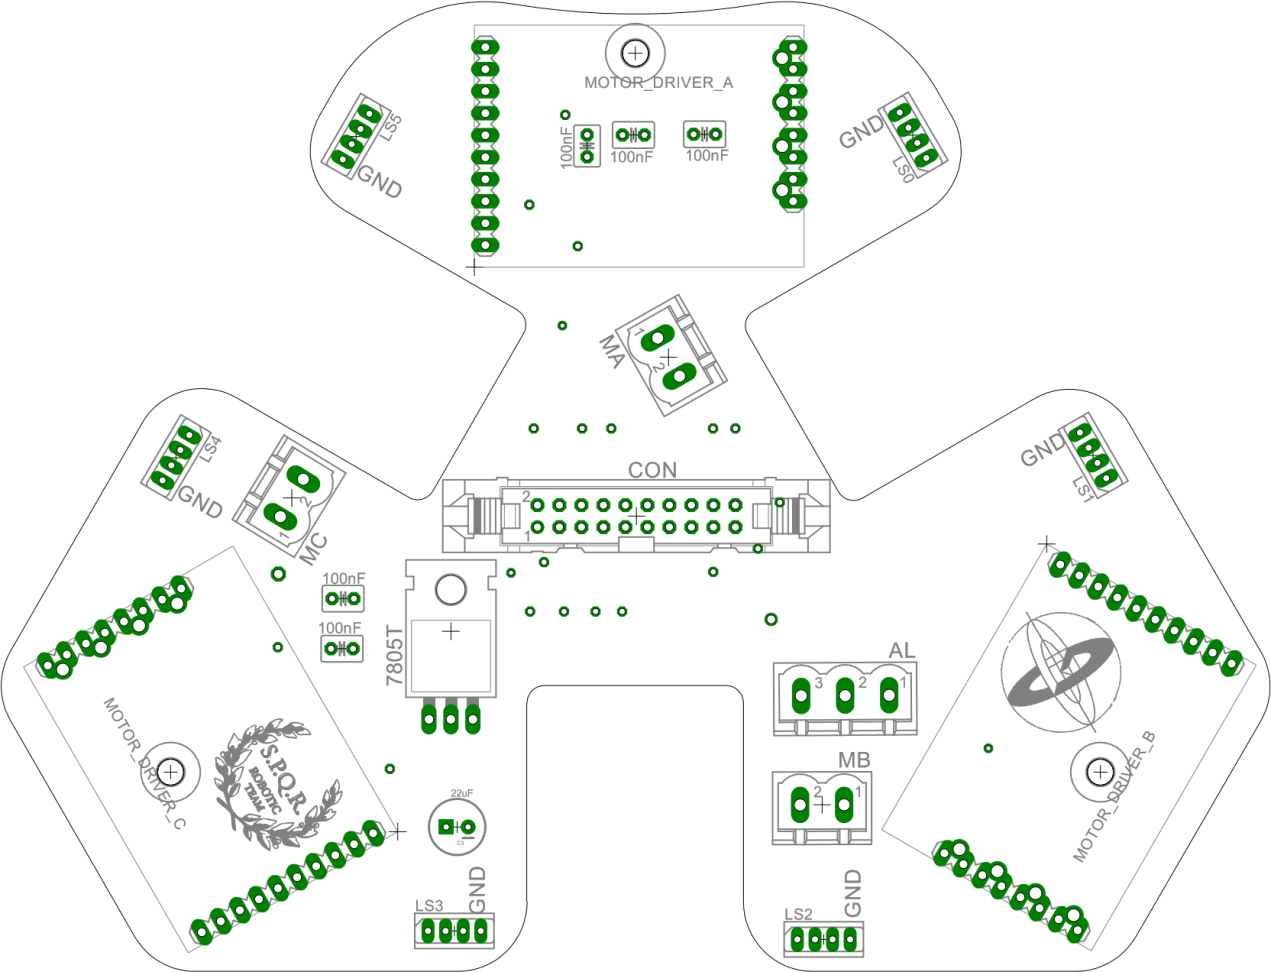 MOTOR_DRIVER_A
LS5
GND
100nF
100nF
100nF
GND
LS0
MA
1
2
LS4
GND
2
1
MC
CON
2
1
GND
LS1
100nF
100nF
7805T
AL
3
2
1
MOTOR_DRIVER_C
S.P.Q.R.
ROBOTIC
TEAM
22uF
MB
2
1
MOTOR_DRIVER_B
LS3
GND
LS2
GND